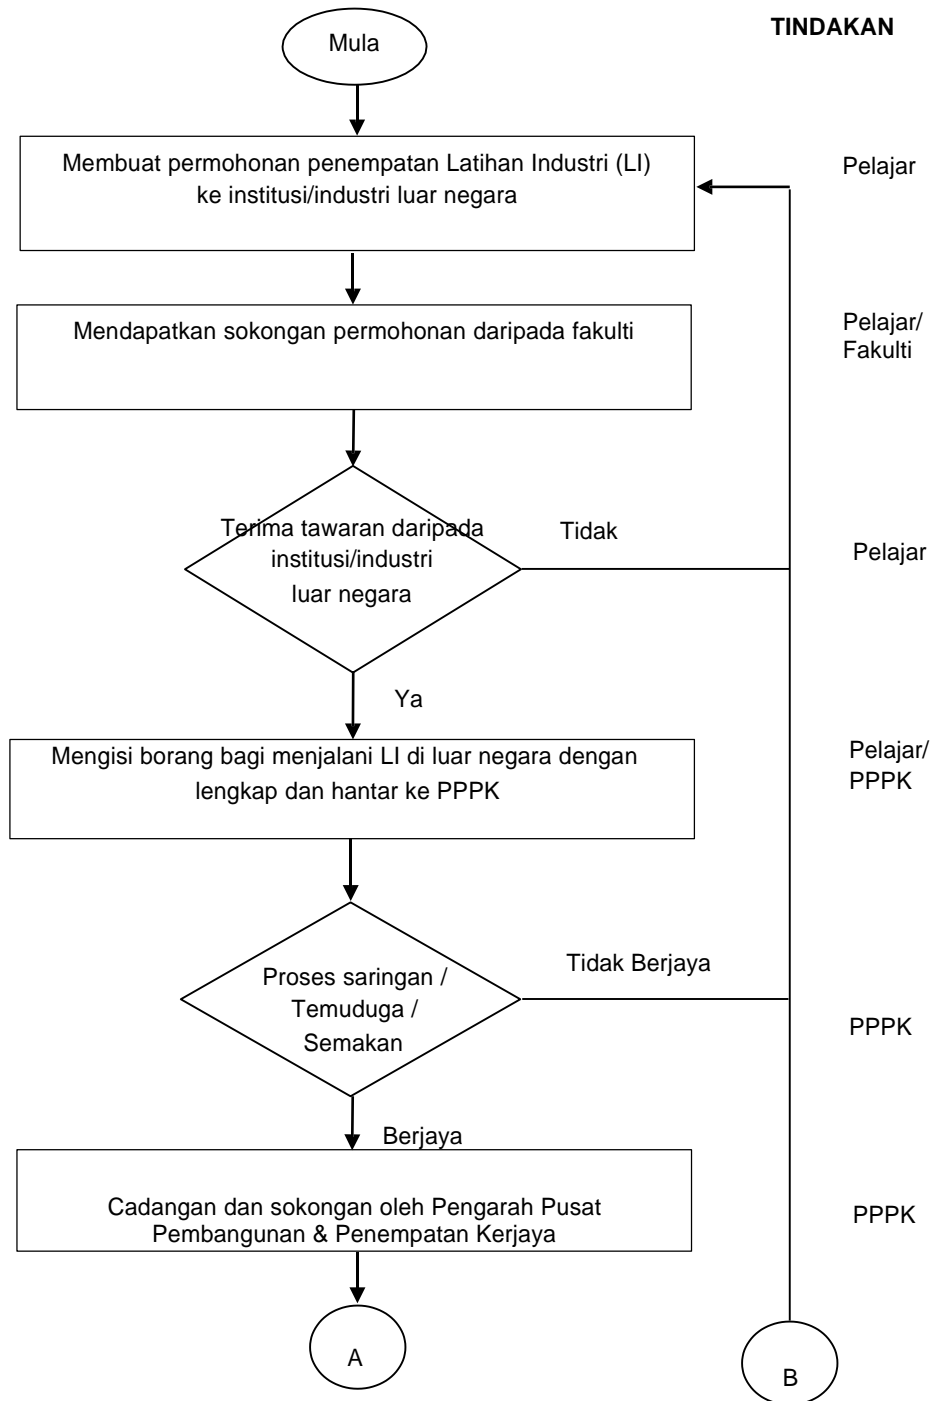 TINDAKAN
Mula
Membuat permohonan penempatan Latihan Industri (LI)
ke institusi/industri luar negara
Pelajar
Mendapatkan sokongan permohonan daripada fakulti
Pelajar/
Fakulti
Terima tawaran daripada
institusi/industri
luar negara
Tidak
Pelajar
Ya
Mengisi borang bagi menjalani LI di luar negara dengan
lengkap dan hantar ke PPPK
Pelajar/
PPPK
Proses saringan /
Temuduga /
Semakan
Tidak Berjaya
PPPK
Berjaya
Cadangan dan sokongan oleh Pengarah Pusat
Pembangunan & Penempatan Kerjaya
PPPK
A
B